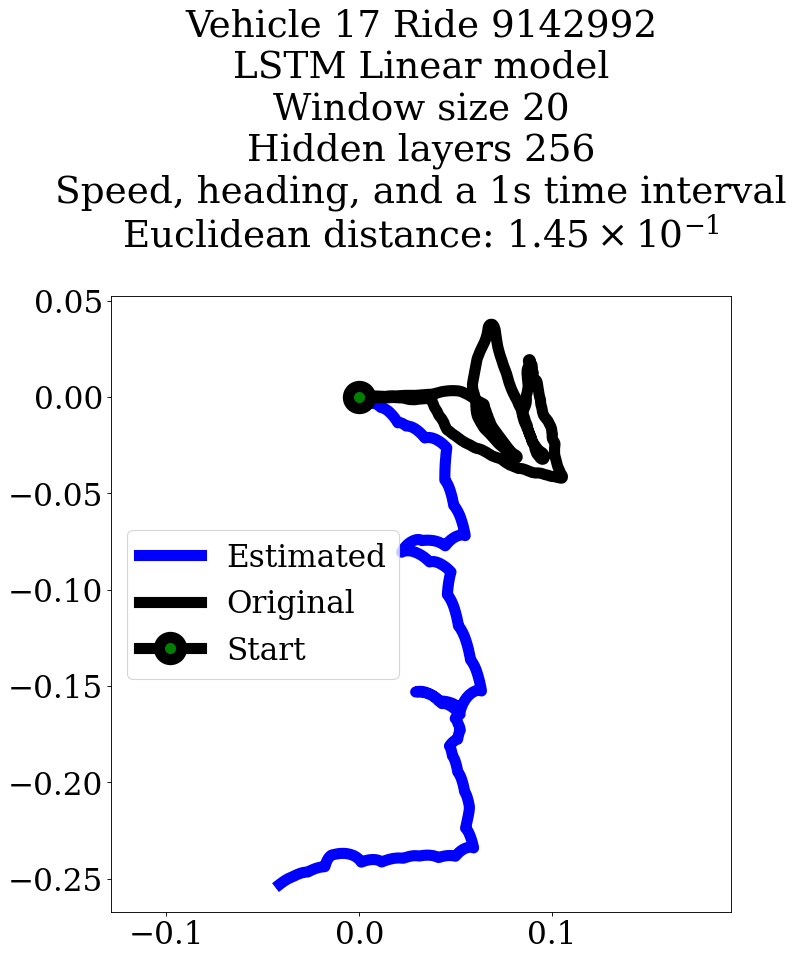 Vehicle 17 Ride 9142992
LSTM Linear model
Window size 20
Hidden layers 256
Speed, heading, and a 1s time interval
Euclidean distance: 1.45 × 10⁻¹
0.05
0.00
−0.05
−0.10
−0.15
−0.20
−0.25
Estimated
Original
Start
−0.1
0.0
0.1